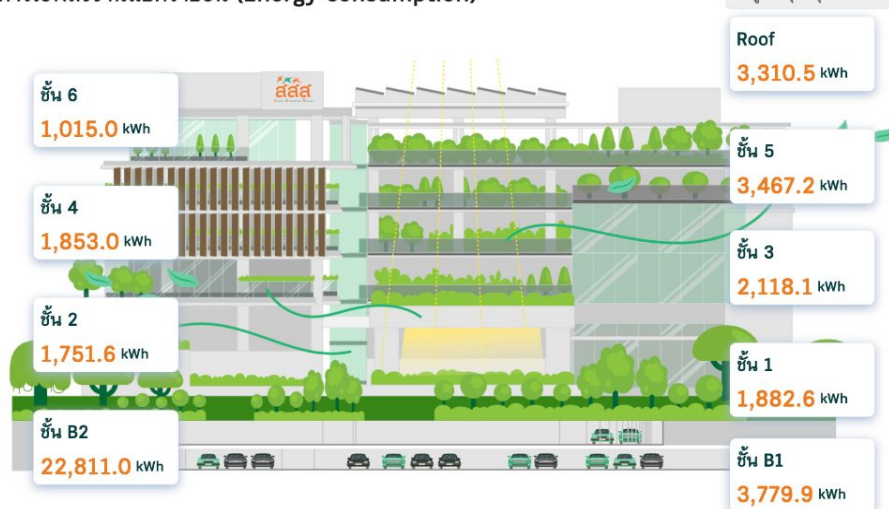 (Energy Consumption)
Roof
3,310.5 kWh
ชั้น 6
1,015.0 kWh
สสส
ชั้น 5
3,467.2 kWh
ชั้น 4
1,853.0 kWh
ชั้น 3
2,118.1 kWh
ชั้น 2
1,751.6 kWh
ชั้น 1
1,882.6 kWh
ชั้น B2
22,811.0 kWh
ชั้น B1
3,779.9 kWh